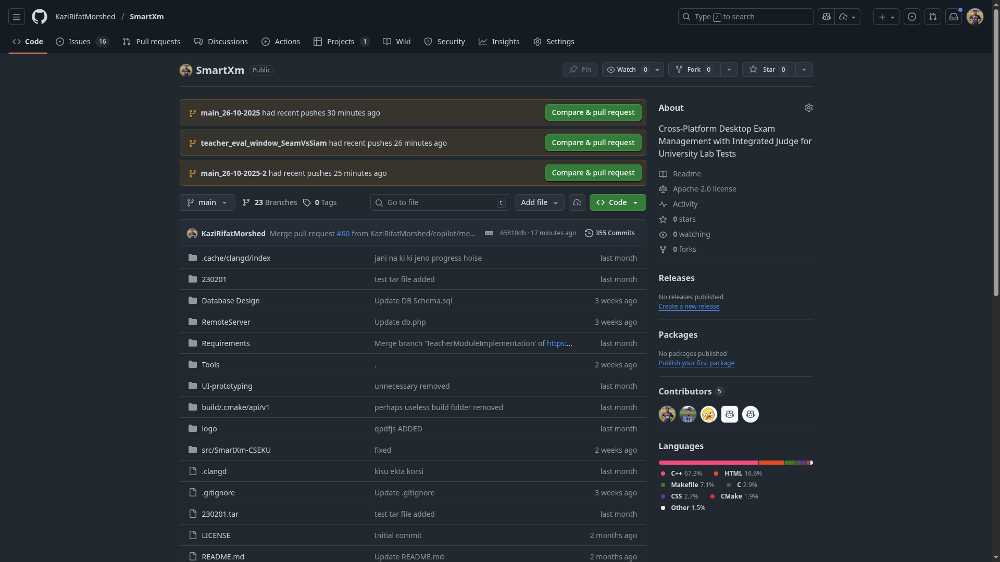 KaziRifatMorshed / SmartXm
Type / to search
Code
Issues 16
Pull requests
Discussions
Actions
Projects 1
Wiki
Security
Insights
Settings
SmartXm Public
Pin
Watch 0
Fork 0
Star 0
main_26-10-2025 had recent pushes 30 minutes ago
Compare & pull request
teacher_eval_window_SeamVsSiam had recent pushes 26 minutes ago
Compare & pull request
main_26-10-2025-2 had recent pushes 25 minutes ago
Compare & pull request
main
23 Branches
0 Tags
Go to file t
Add file
Code
KaziRifatMorshed Merge pull request #60 from KaziRifatMorshed/copilot/me... 65810db · 17 minutes ago 355 Commits
.cache/clangd/index jani na ki ki jeno progress hoise last month
230201 test tar file added last month
Database Design Update DB Schema.sql 3 weeks ago
RemoteServer Update db.php 3 weeks ago
Requirements Merge branch 'TeacherModuleImplementation' of https:... last month
Tools . 2 weeks ago
UI-prototyping unnecessary removed last month
build/.cmake/api/v1 perhaps useless build folder removed last month
logo qpdfjs ADDED last month
src/SmartXm-CSEKU fixed 2 weeks ago
.clangd kisu ekta korsi last month
.gitignore Update .gitignore 3 weeks ago
230201.tar test tar file added last month
LICENSE Initial commit 2 months ago
README.md Update README.md 2 months ago
About
Cross-Platform Desktop Exam
Management with Integrated Judge for
University Lab Tests
Readme
Apache-2.0 license
Activity
0 stars
0 watching
0 forks
Releases
No releases published
Create a new release
Packages
No packages published
Publish your first package
Contributors 5
Languages
C++ 67.3% HTML 16.6%
Makefile 7.1% C 2.9%
CSS 2.7% CMake 1.9%
Other 1.5%